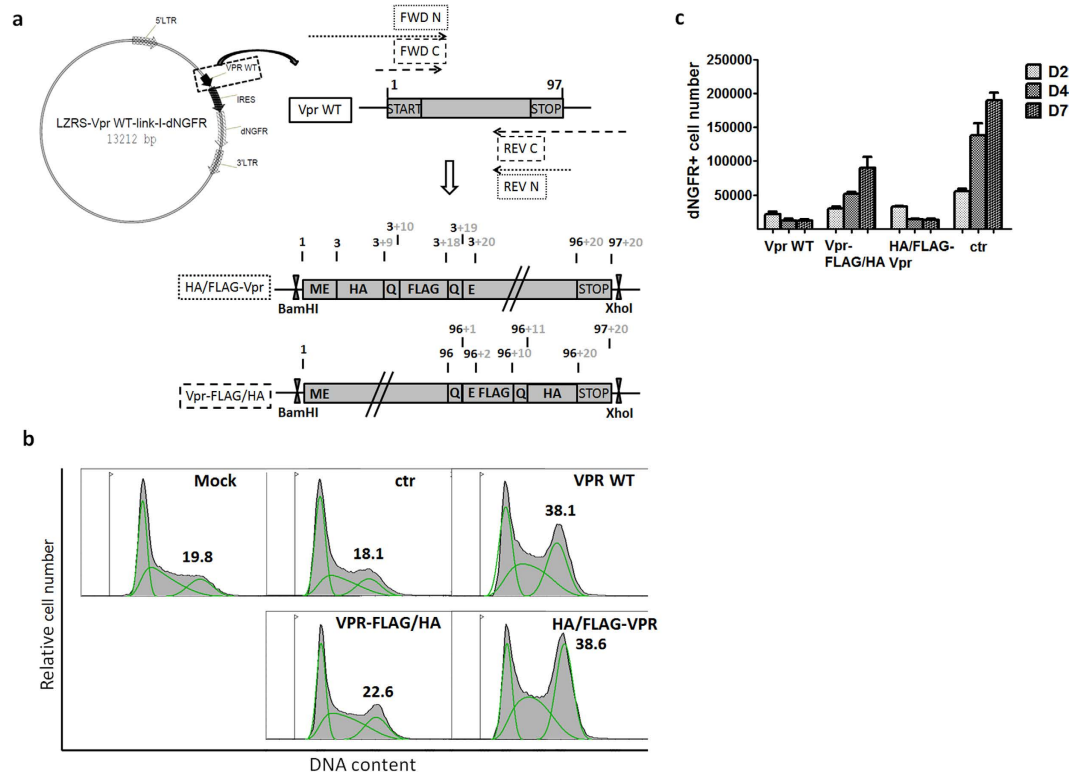 a
5'LTR
VPR WT
IRES
dNGFR
3'LTR
LZRS-Vpr WT-link-I-dNGFR
13212 bp
FWD N
FWD C
1 97
Vpr WT START STOP
REV C
REV N
3+10 3+19
1 3 3+9 3+18 3+20 96+20 97+20
HA/FLAG-Vpr ME HA Q FLAG Q E STOP
BamHI XhoI
96+1 96+11 97+20
1 96 96+2 96+10 96+20
Vpr-FLAG/HA ME Q E FLAG Q HA STOP
BamHI XhoI
b
Relative cell number
Mock
19.8
ctr
18.1
VPR WT
38.1
VPR-FLAG/HA
22.6
HA/FLAG-VPR
38.6
DNA content
c
dNGFR+ cell number
250000
200000
150000
100000
50000
Vpr WT
Vpr-
FLAG/HA
HA/FLAG-
Vpr
ctr
D2
D4
D7